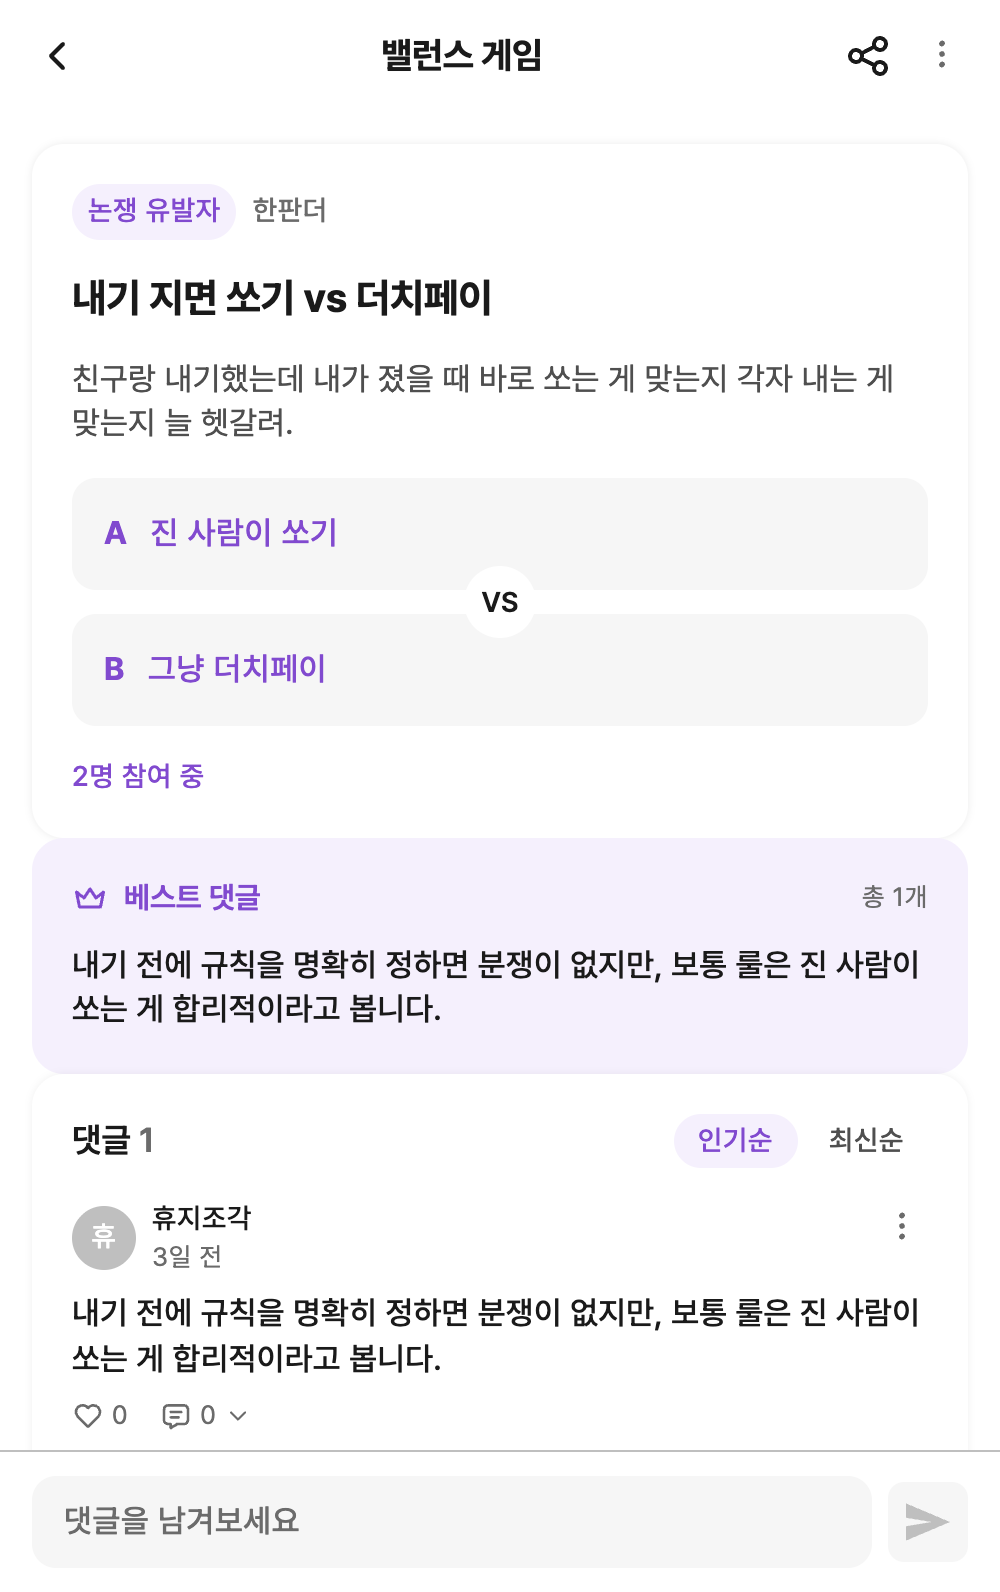 밸런스 게임
논쟁 유발자 한판더
내기 지면 쏘기 vs 더치페이
친구랑 내기했는데 내가 졌을 때 바로 쏘는 게 맞는지 각자 내는 게
맞는지 늘 헷갈려.
A 진 사람이 쏘기
VS
B 그냥 더치페이
2명 참여 중
베스트 댓글 총 1개
내기 전에 규칙을 명확히 정하면 분쟁이 없지만, 보통 룰은 진 사람이
쏘는 게 합리적이라고 봅니다.
댓글 1 인기순 최신순
휴 휴지조각
3일 전
내기 전에 규칙을 명확히 정하면 분쟁이 없지만, 보통 룰은 진 사람이
쏘는 게 합리적이라고 봅니다.
0 0
댓글을 남겨보세요